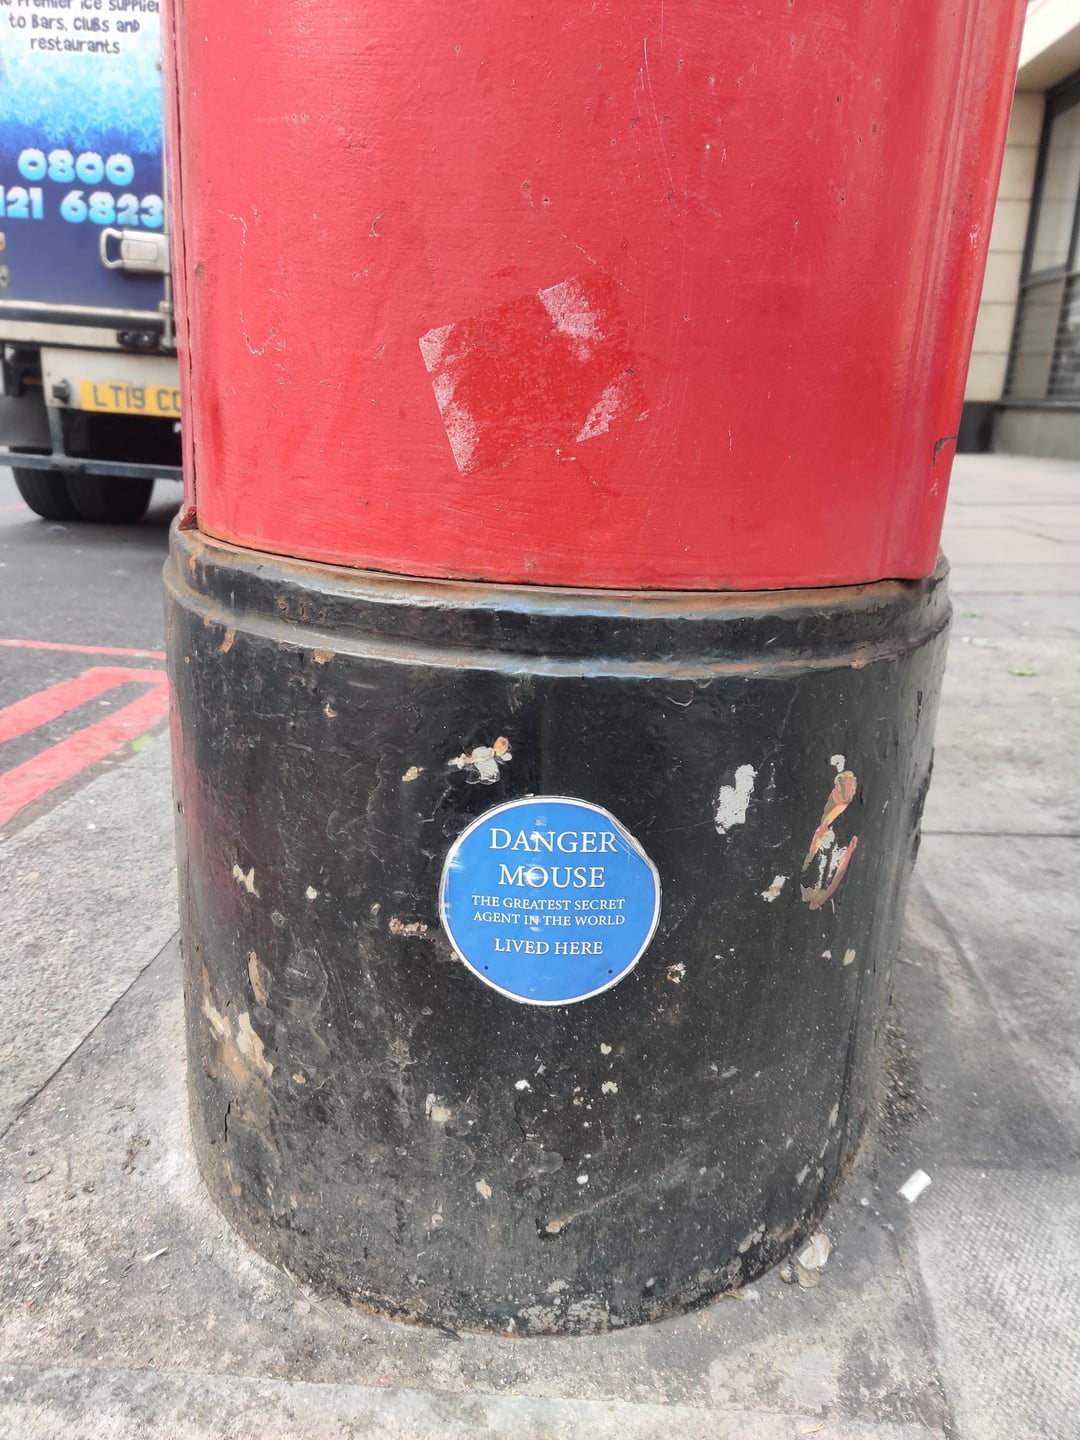 Premier ice supplier
to Bars, Clubs and
restaurants
0800
121 6823
LT19
DANGER
MOUSE
THE GREATEST SECRET
AGENT IN THE WORLD
LIVED HERE